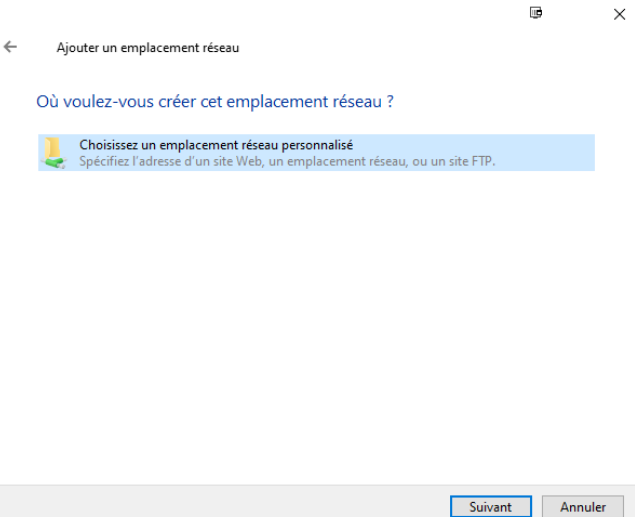 Ajouter un emplacement réseau
Où voulez-vous créer cet emplacement réseau ?
Choisissez un emplacement réseau personnalisé
Spécifiez l'adresse d'un site Web, un emplacement réseau, ou un site FTP.
Suivant
Annuler